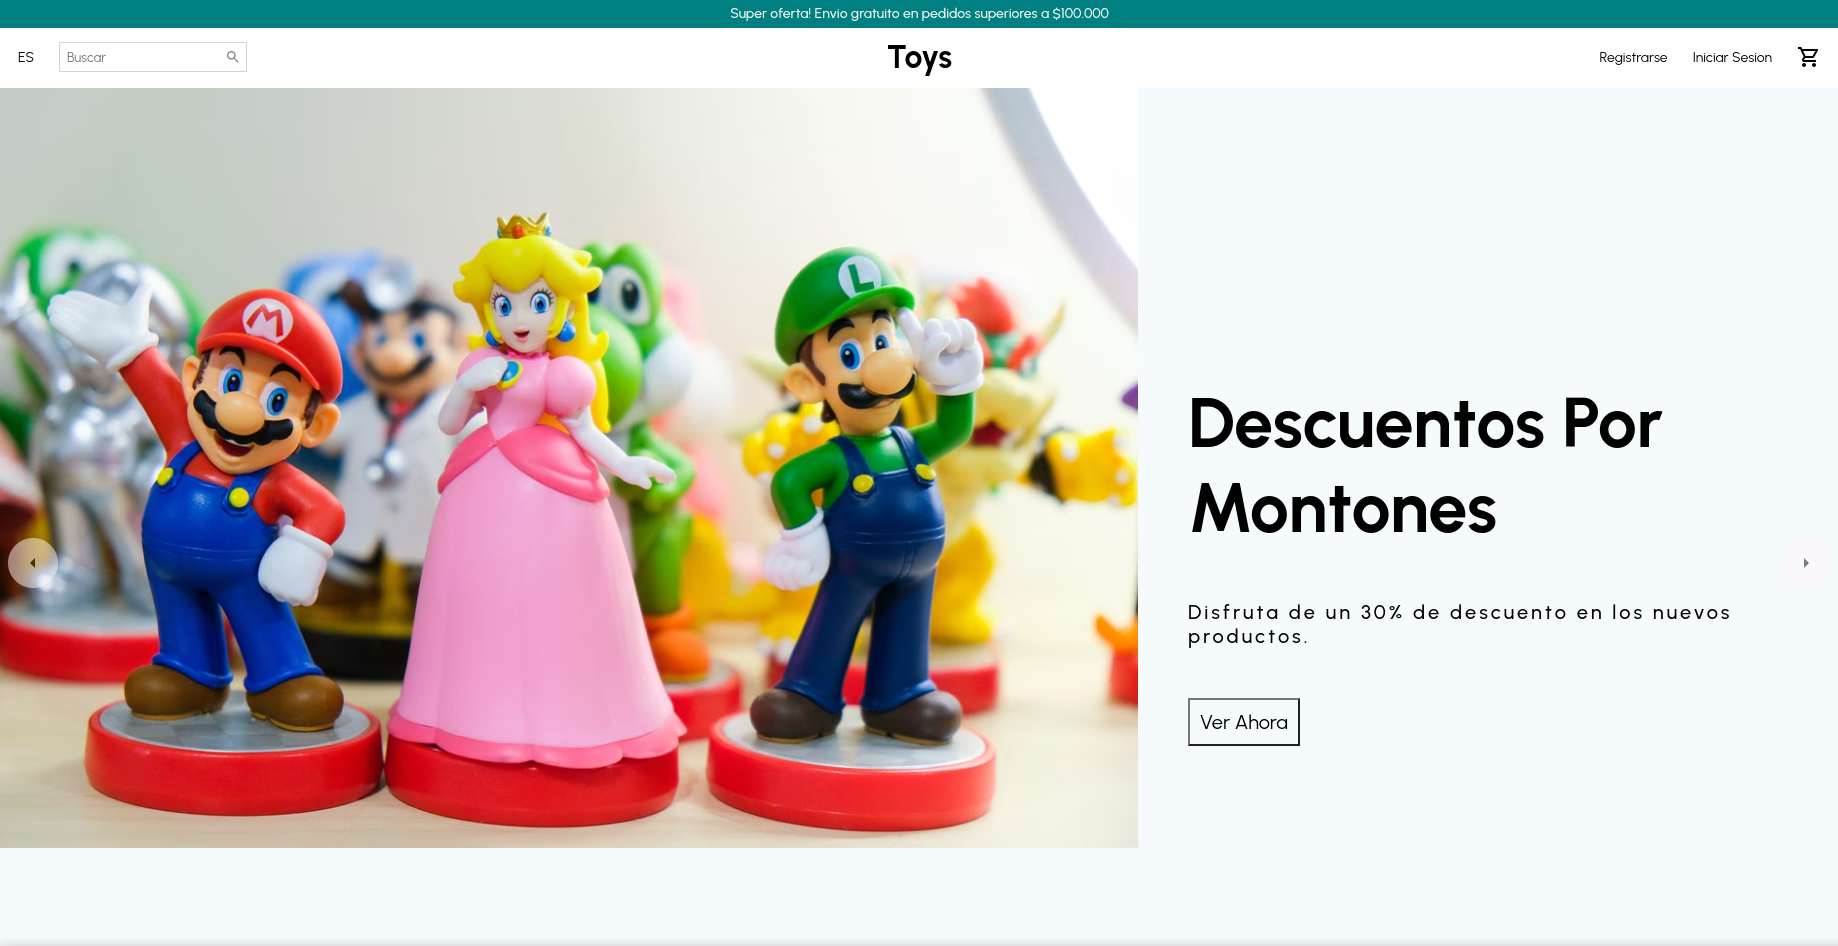 Super oferta! Envio gratuito en pedidos superiores a $100.000
ES
Buscar
Toys
Registrarse
Iniciar Sesion
M
L
Descuentos Por
Montones
Disfruta de un 30% de descuento en los nuevos
productos.
Ver Ahora